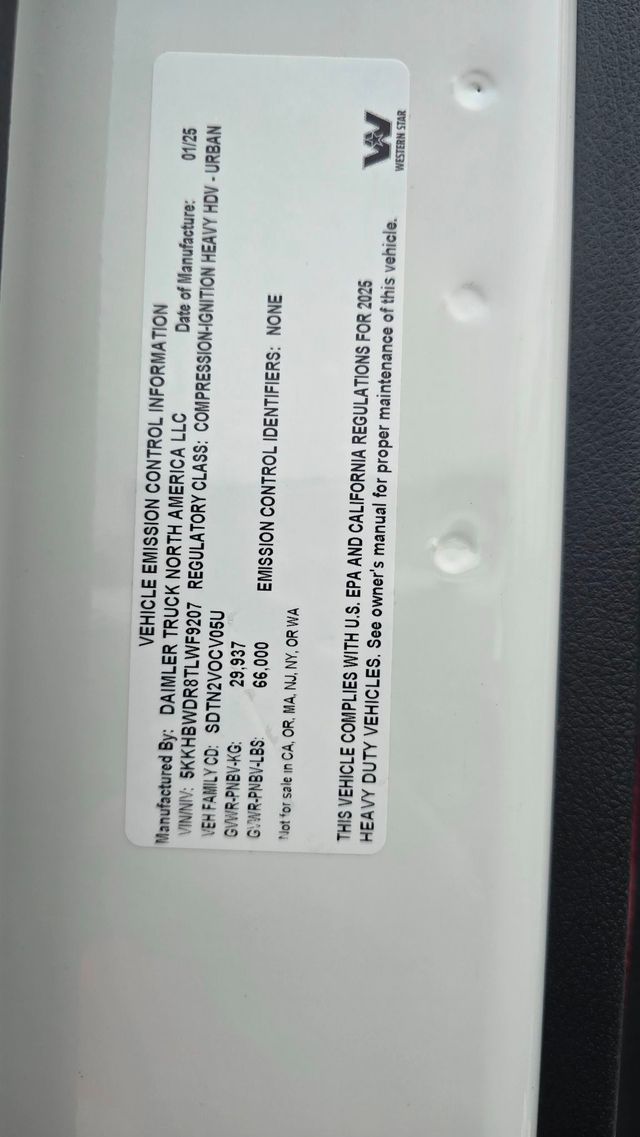 VEHICLE EMISSION CONTROL INFORMATION
Manufactured By: DAIMLER TRUCK NORTH AMERICA LLC Date of Manufacture: 01/25
VIN/NIV: 5KKHBWDR8TLWF9207 REGULATORY CLASS: COMPRESSION-IGNITION HEAVY HDV - URBAN
VEH FAMILY CD: SDTN2VOCV05U
GVWR-PNBV-KG: 29,937
GVWR-PNBV-LBS: 66,000 EMISSION CONTROL IDENTIFIERS: NONE
Not for sale in CA, OR, MA, NJ, NY, OR WA
THIS VEHICLE COMPLIES WITH U.S. EPA AND CALIFORNIA REGULATIONS FOR 2025
HEAVY DUTY VEHICLES. See owner's manual for proper maintenance of this vehicle.
WESTERN STAR